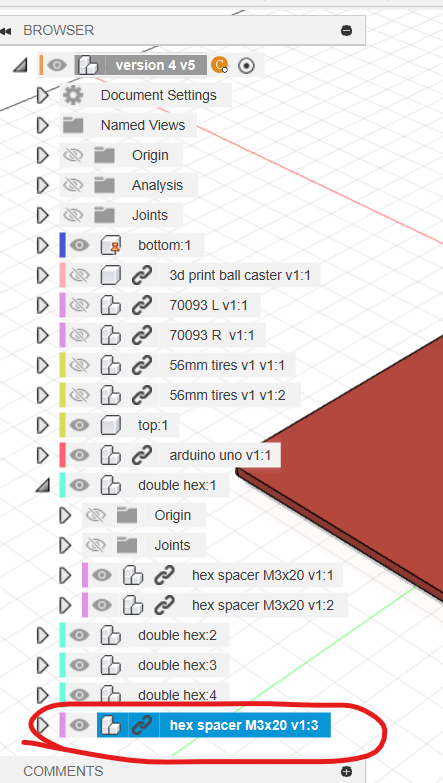 BROWSER
version 4 v5
Document Settings
Named Views
Origin
Analysis
Joints
bottom:1
3d print ball caster v1:1
70093 L v1:1
70093 R  v1:1
56mm tires v1 v1:1
56mm tires v1 v1:2
top:1
arduino uno v1:1
double hex:1
Origin
Joints
hex spacer M3x20 v1:1
hex spacer M3x20 v1:2
double hex:2
double hex:3
double hex:4
hex spacer M3x20 v1:3
COMMENTS